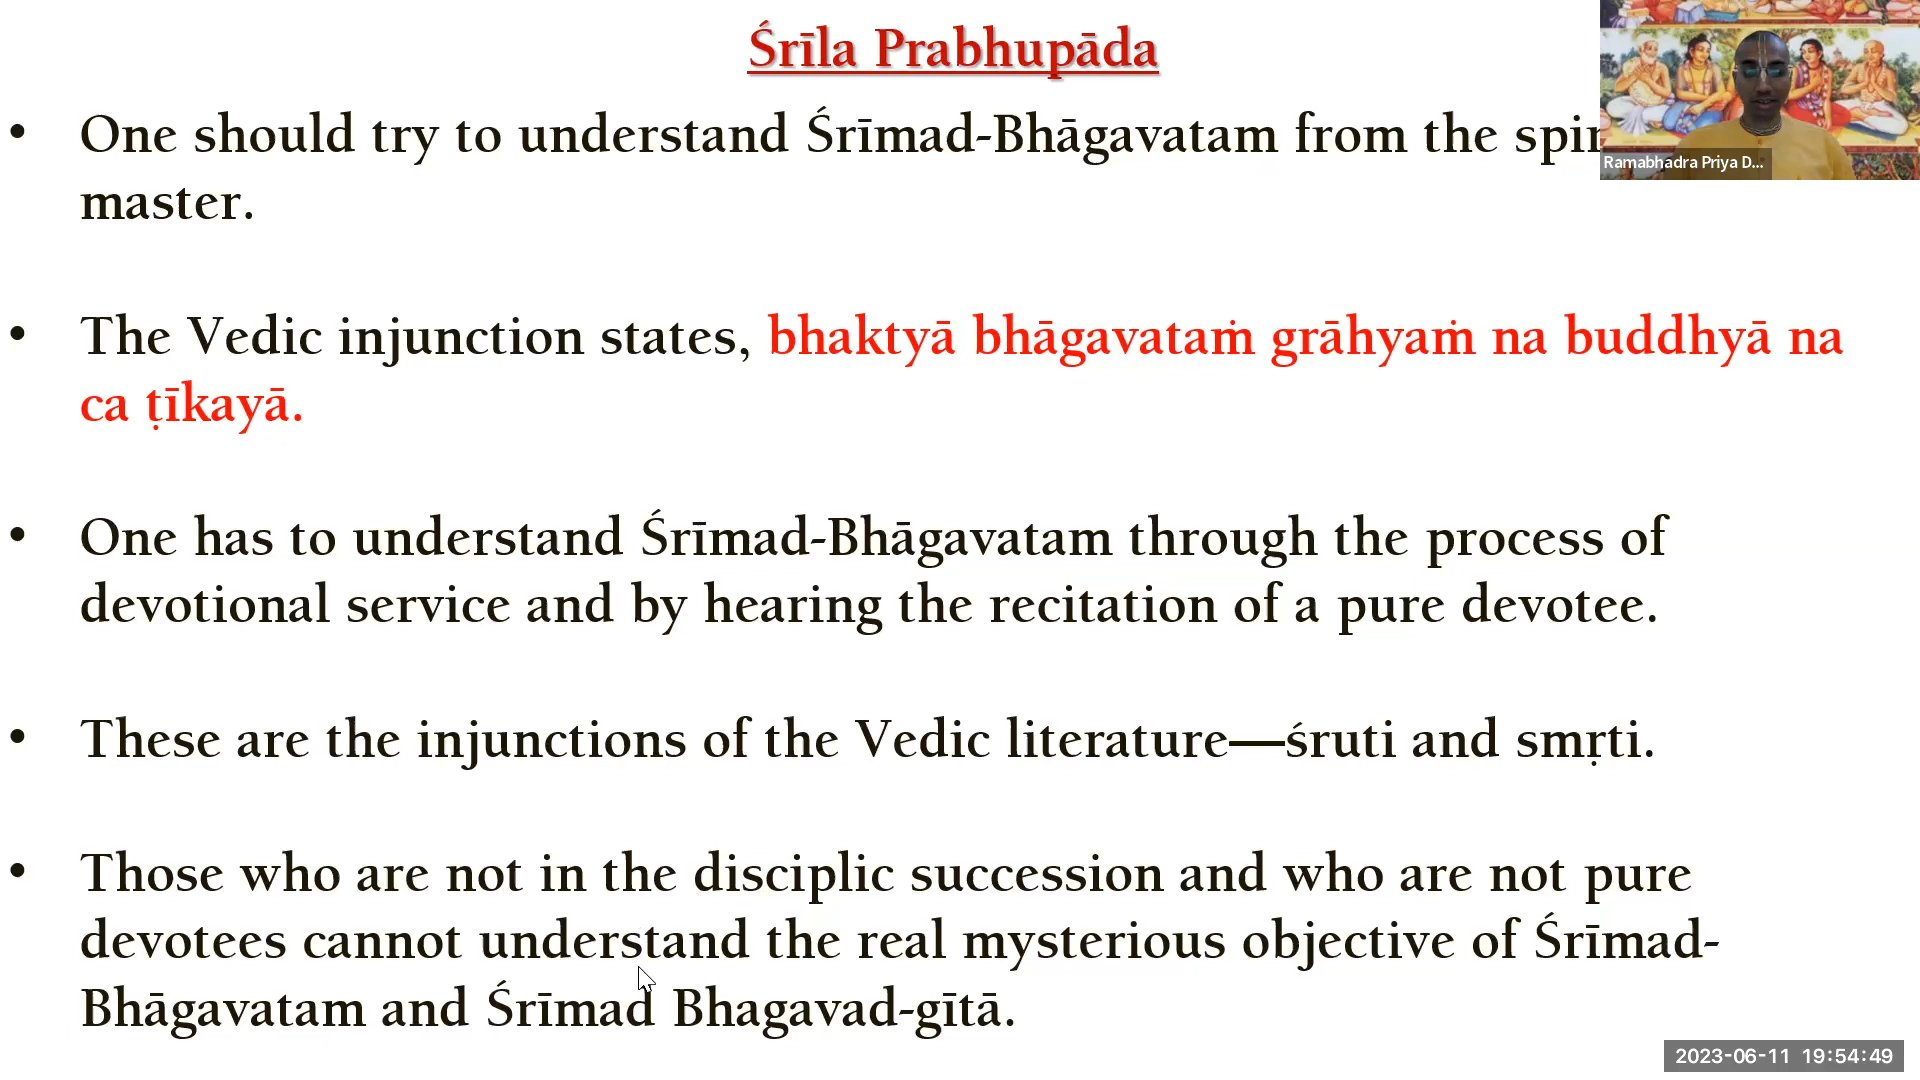 Śrīla Prabhupāda
• One should try to understand Śrīmad-Bhāgavatam from the
master.
• The Vedic injunction states, bhaktyā bhāgavataṁ grāhyaṁ na buddhyā na
ca ṭīkayā.
• One has to understand Śrīmad-Bhāgavatam through the process of
devotional service and by hearing the recitation of a pure devotee.
• These are the injunctions of the Vedic literature—śruti and smṛti.
• Those who are not in the disciplic succession and who are not pure
devotees cannot understand the real mysterious objective of Śrīmad-
Bhāgavatam and Śrīmad Bhagavad-gītā.
Ramabhadra Priya D...
2023-06-11 19:54:49